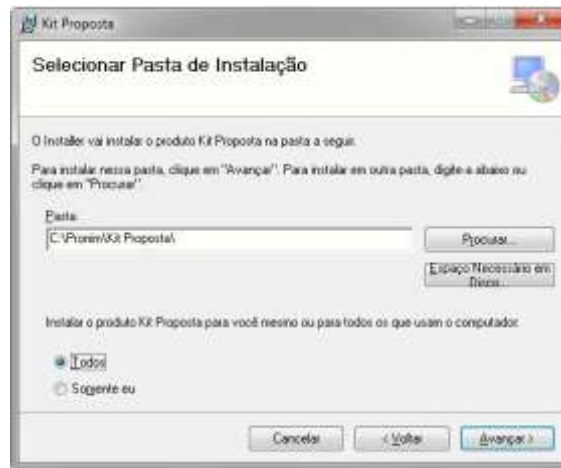 Kit Proposta
Selecionar Pasta de Instalação
O Installer vai instalar o produto Kit Proposta na pasta a seguir.
Para instalar nessa pasta, clique em "Avançar". Para instalar em outra pasta, digite-a abaixo ou
clique em "Procurar".
Pasta:
C:\Pronim\Kit Proposta\
Procurar...
Espaço Necessário em
Disco...
Instalar o produto Kit Proposta para você mesmo ou para todos os que usam o computador:
Todos
Somente eu
Cancelar
< Voltar
Avançar >